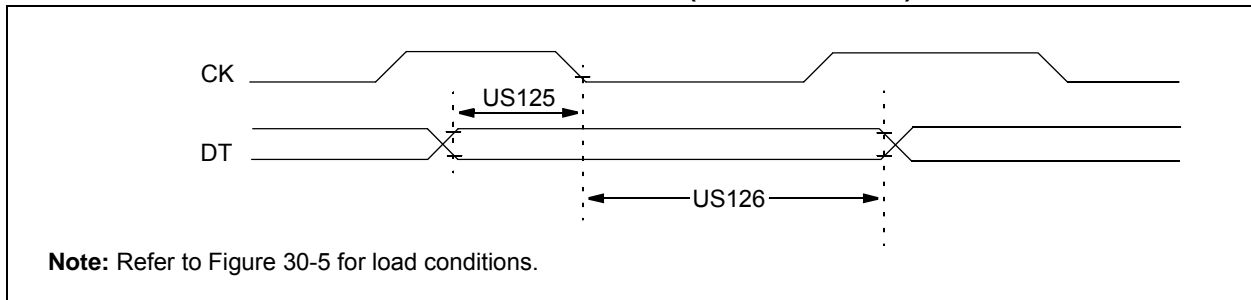 CK
US125
DT
US126
Note: Refer to Figure 30-5 for load conditions.